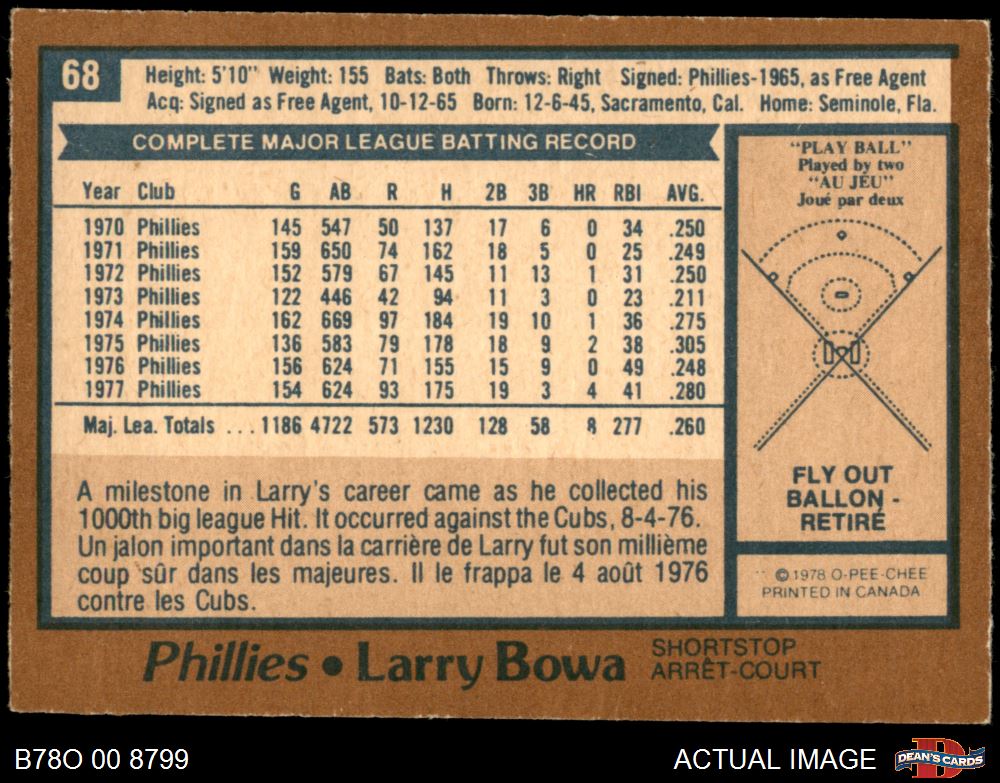 68
Height: 5'10" Weight: 155 Bats: Both Throws: Right Signed: Phillies-1965, as Free Agent
Acq: Signed as Free Agent, 10-12-65 Born: 12-6-45, Sacramento, Cal. Home: Seminole, Fla.
COMPLETE MAJOR LEAGUE BATTING RECORD
Year Club G AB R H 2B 3B HR RBI AVG.
1970 Phillies 145 547 50 137 17 6 0 34 .250
1971 Phillies 159 650 74 162 18 5 0 25 .249
1972 Phillies 152 579 67 145 11 13 1 31 .250
1973 Phillies 122 446 42 94 11 3 0 23 .211
1974 Phillies 162 669 97 184 19 10 1 36 .275
1975 Phillies 136 583 79 178 18 9 2 38 .305
1976 Phillies 156 624 71 155 15 9 0 49 .248
1977 Phillies 154 624 93 175 19 3 4 41 .280
Maj. Lea. Totals ... 1186 4722 573 1230 128 58 8 277 .260
A milestone in Larry's career came as he collected his
1000th big league Hit. It occurred against the Cubs, 8-4-76.
Un jalon important dans la carrière de Larry fut son millième
coup sûr dans les majeures. Il le frappa le 4 août 1976
contre les Cubs.
"PLAY BALL"
Played by two
"AU JEU"
Joué par deux
FLY OUT
BALLON -
RETIRÉ
© 1978 O-PEE-CHEE
PRINTED IN CANADA
Phillies • Larry Bowa
SHORTSTOP
ARRÊT-COURT
B78O 00 8799
ACTUAL IMAGE
DEAN'S CARDS